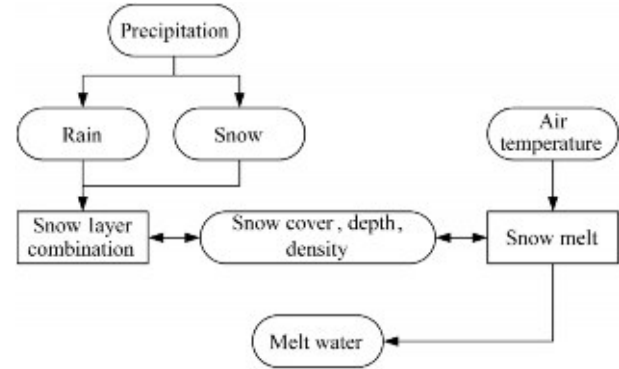 Precipitation
Rain
Snow
Air
temperature
Snow layer
combination
Snow cover, depth,
density
Snow melt
Melt water